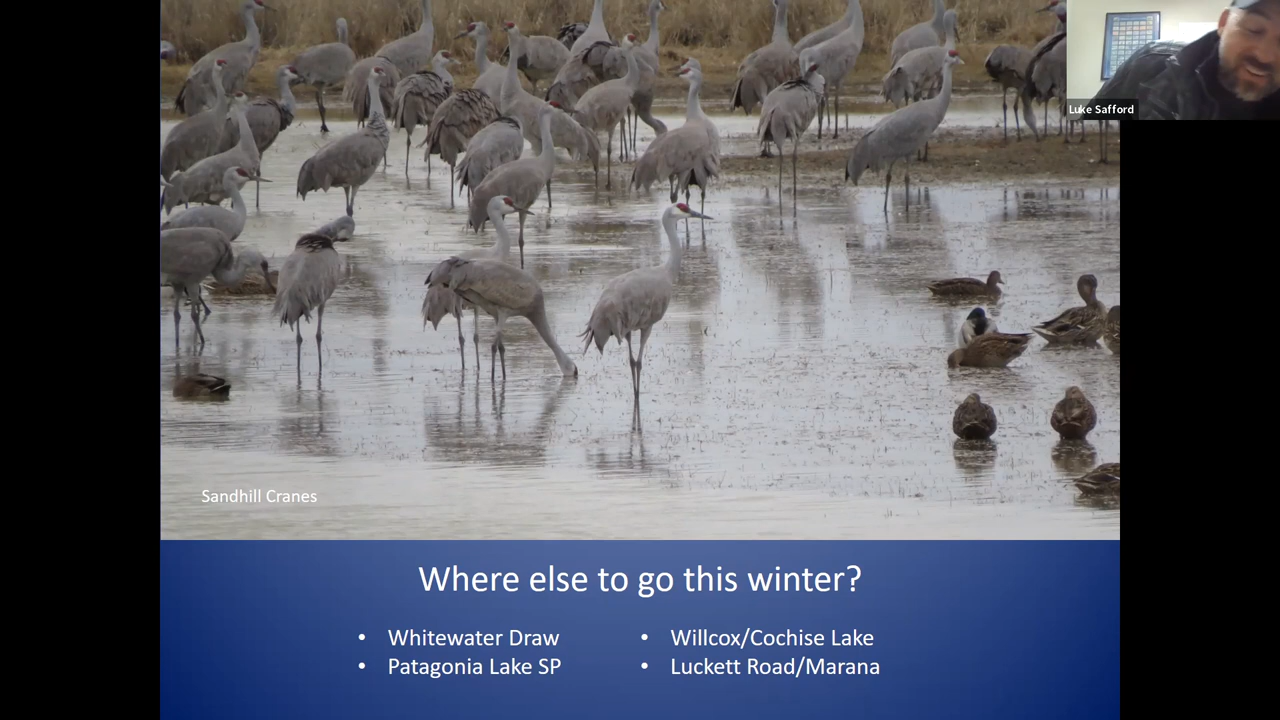 Luke Safford
Sandhill Cranes
Where else to go this winter?
• Whitewater Draw
• Patagonia Lake SP
• Willcox/Cochise Lake
• Luckett Road/Marana